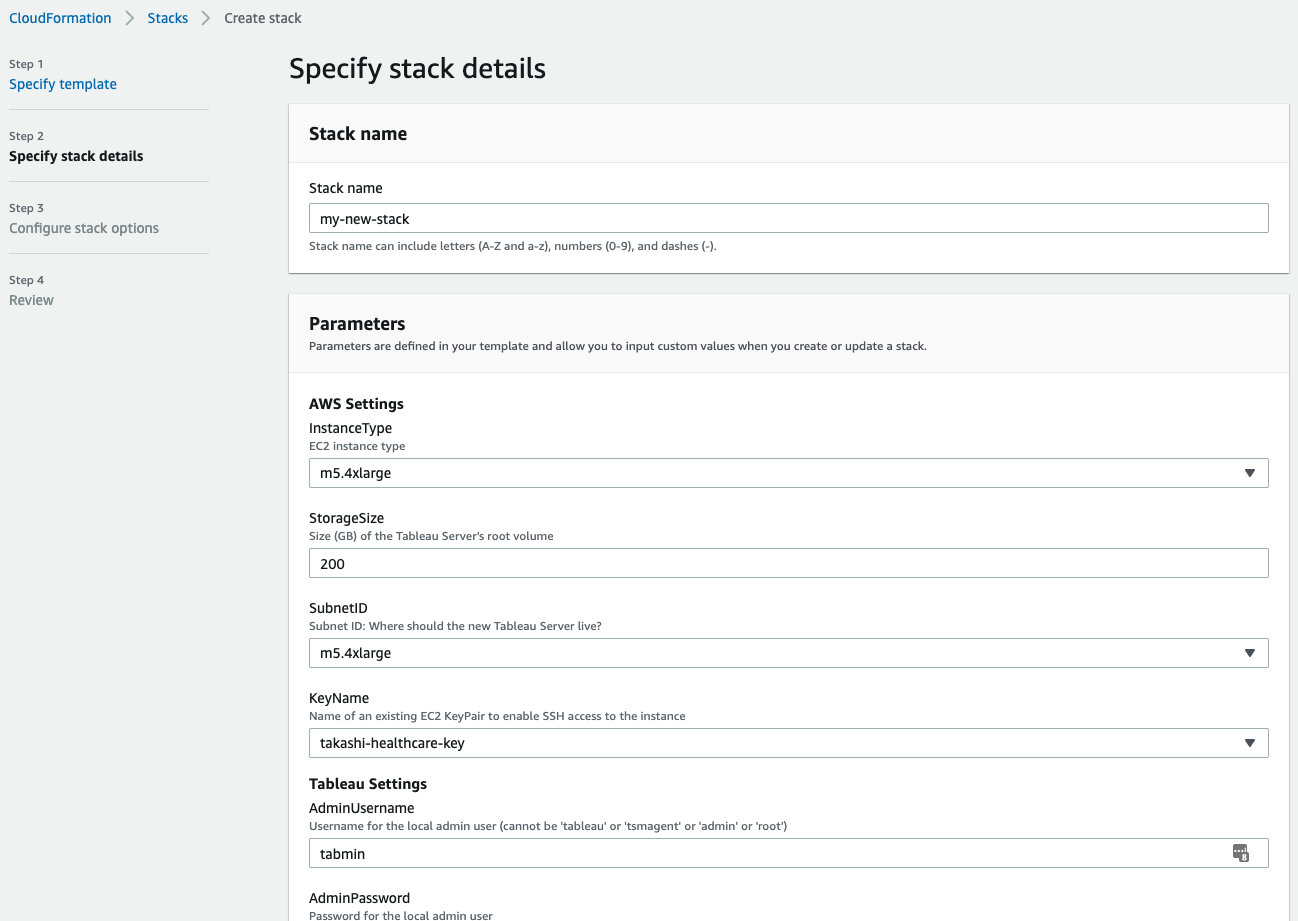 CloudFormation > Stacks > Create stack
Step 1
Specify template
Step 2
Specify stack details
Step 3
Configure stack options
Step 4
Review
Specify stack details
Stack name
Stack name
my-new-stack
Stack name can include letters (A-Z and a-z), numbers (0-9), and dashes (-).
Parameters
Parameters are defined in your template and allow you to input custom values when you create or update a stack.
AWS Settings
InstanceType
EC2 instance type
m5.4xlarge
StorageSize
Size (GB) of the Tableau Server's root volume
200
SubnetID
Subnet ID: Where should the new Tableau Server live?
m5.4xlarge
KeyName
Name of an existing EC2 KeyPair to enable SSH access to the instance
takashi-healthcare-key
Tableau Settings
AdminUsername
Username for the local admin user (cannot be 'tableau' or 'tsmagent' or 'admin' or 'root')
tabmin
8
AdminPassword
Password for the local admin user